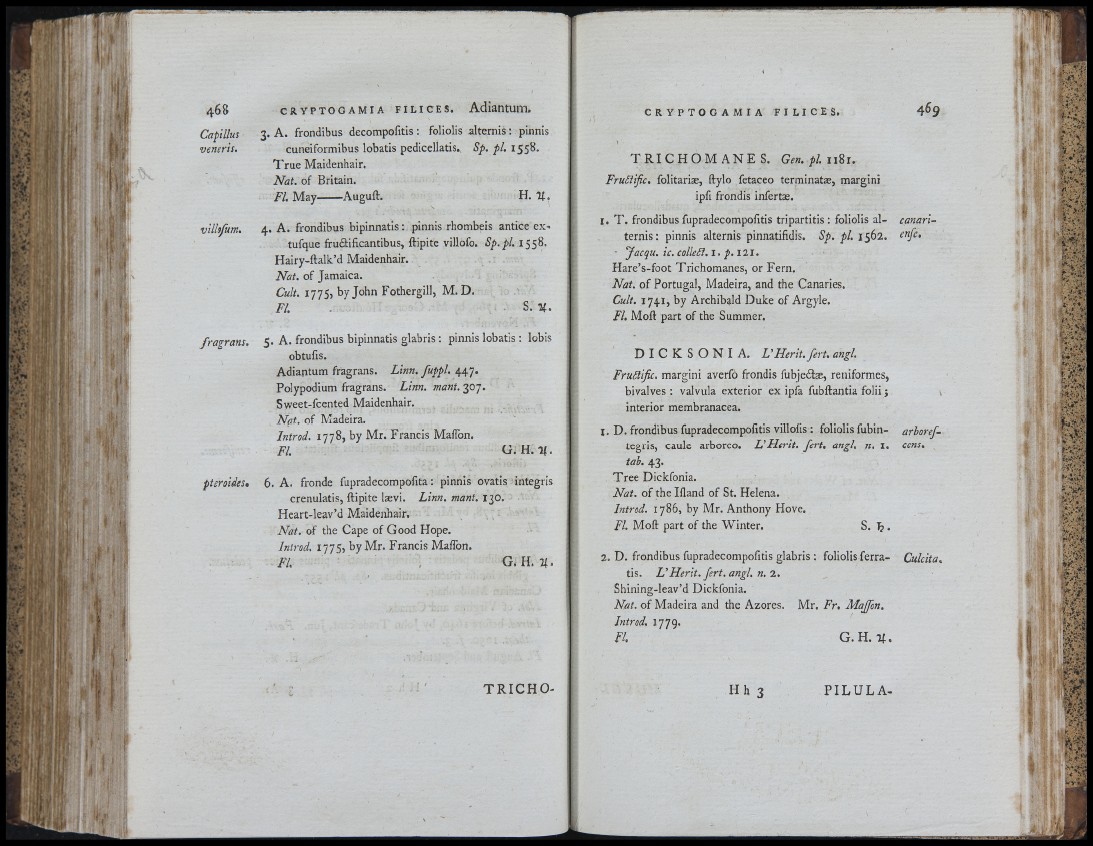 468 CRYPTOGAMIA FILICES. Adiantum.
Capillus 3. A. frondibus decompoſitis : foliolis alternis : pinnis
veneris. cuneiformibus lobatis pedicellatis. Sp. pl. 1558.
True Maidenhair.
Nat. of Britain.
Fl. May——Auguſt. H. ♃.
villoſum. 4. A. frondibus bipinnatis : pinnis rhombeis antice ex-
tuſque fructificantibus, ſtipite villoſo. Sp. pl. 1558.
Hairy-ſtalk'd Maidenhair.
Nat. of Jamaica.
Cult. 1775, by John Fothergill, M. D.
Fl. S. ♃.
fragrans. 5. A. frondibus bipinnatis glabris : pinnis lobatis : lobis
obtuſis.
Adiantum fragrans. Linn. ſuppl. 447.
Polypodium fragrans. Linn. mant. 307.
Sweet-ſcented Maidenhair.
Nat. of Madeira.
Introd. 1778, by Mr. Francis Maſſon.
Fl. G. H. ♃.
pteroides. 6. A. fronde ſupradecompoſita : pinnis ovatis integris
crenulatis, ſtipite lævi. Linn. mant. 130.
Heart-leav'd Maidenhair.
Nat. of the Cape of Good Hope.
Introd. 1775, by Mr. Francis Maſſon.
Fl. G. H. ♃.
TRICHO-
CRYPTOGAMIA FILICES. 469
TRICHOMANES. Gen. pl. 1181.
Fructific. ſolitariæ, ſtylo ſetaceo terminatæ, margini
ipſi frondis inſertæ.
1. T. frondibus ſupradecompoſitis tripartitis : foliolis al- canari-
ternis : pinnis alternis pinnatifidis. Sp. pl. 1562. enſe.
Jacqu. ic. collect. 1. p. 121.
Hare's-foot Trichomanes, or Fern.
Nat. of Portugal, Madeira, and the Canaries.
Cult. 1741, by Archibald Duke of Argyle.
Fl. Moſt part of the Summer.
DICKSONIA. L'Herit. ſert. angl.
Fructific. margini averſo frondis ſubjectæ, reniformes,
bivalves : valvula exterior ex ipſa ſubſtantia folii ;
interior membranacea.
1. D. frondibus ſupradecompoſitis villoſis : foliolis ſubin- arboreſ-
tegris, caule arboreo. L'Herit. ſert. angl. n. 1. cens.
tab. 43.
Tree Dickſonia.
Nat. of the Iſland of St. Helena.
Introd. 1786, by Mr. Anthony Hove.
Fl. Moſt part of the Winter. S. ♄.
2. D. frondibus ſupradecompoſitis glabris : foliolis ſerra- Culcita.
tis. L'Herit. ſert. angl. n. 2.
Shining-leav'd Dickſonia.
Nat. of Madeira and the Azores. Mr. Fr. Maſſon.
Introd. 1779.
Fl. G. H. ♃.
H h 3 PILULA-